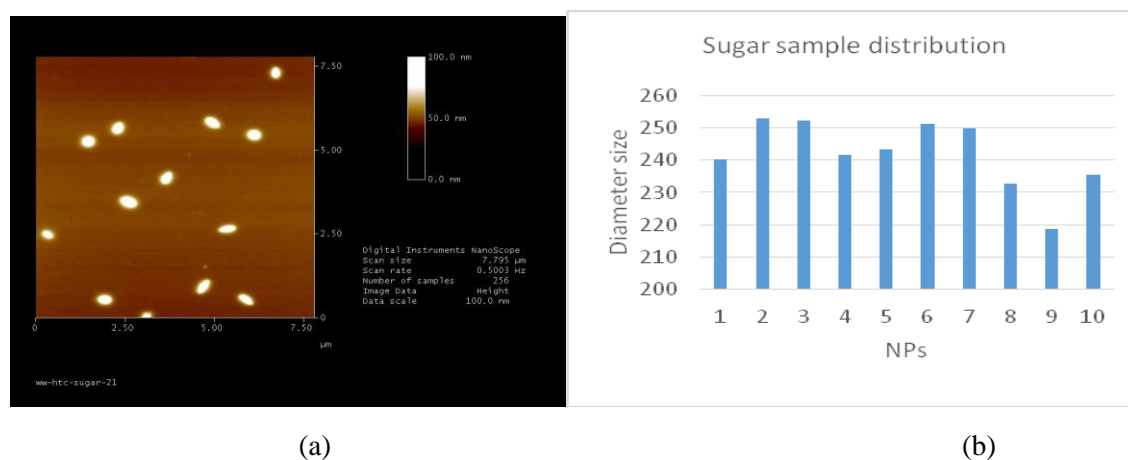 100.0 nm
50.0 nm
0.0 nm
7.50
5.00
2.50
0
0
2.50
5.00
7.50
μm
Digital Instruments NanoScope
Scan size 7.795 μm
Scan rate 0.5003 Hz
Number of samples 256
Image Data Height
Data scale 100.0 nm
ww-htc-sugar-21
(a)
Sugar sample distribution
Diameter size
260
250
240
230
220
210
200
1 2 3 4 5 6 7 8 9 10
NPs
(b)